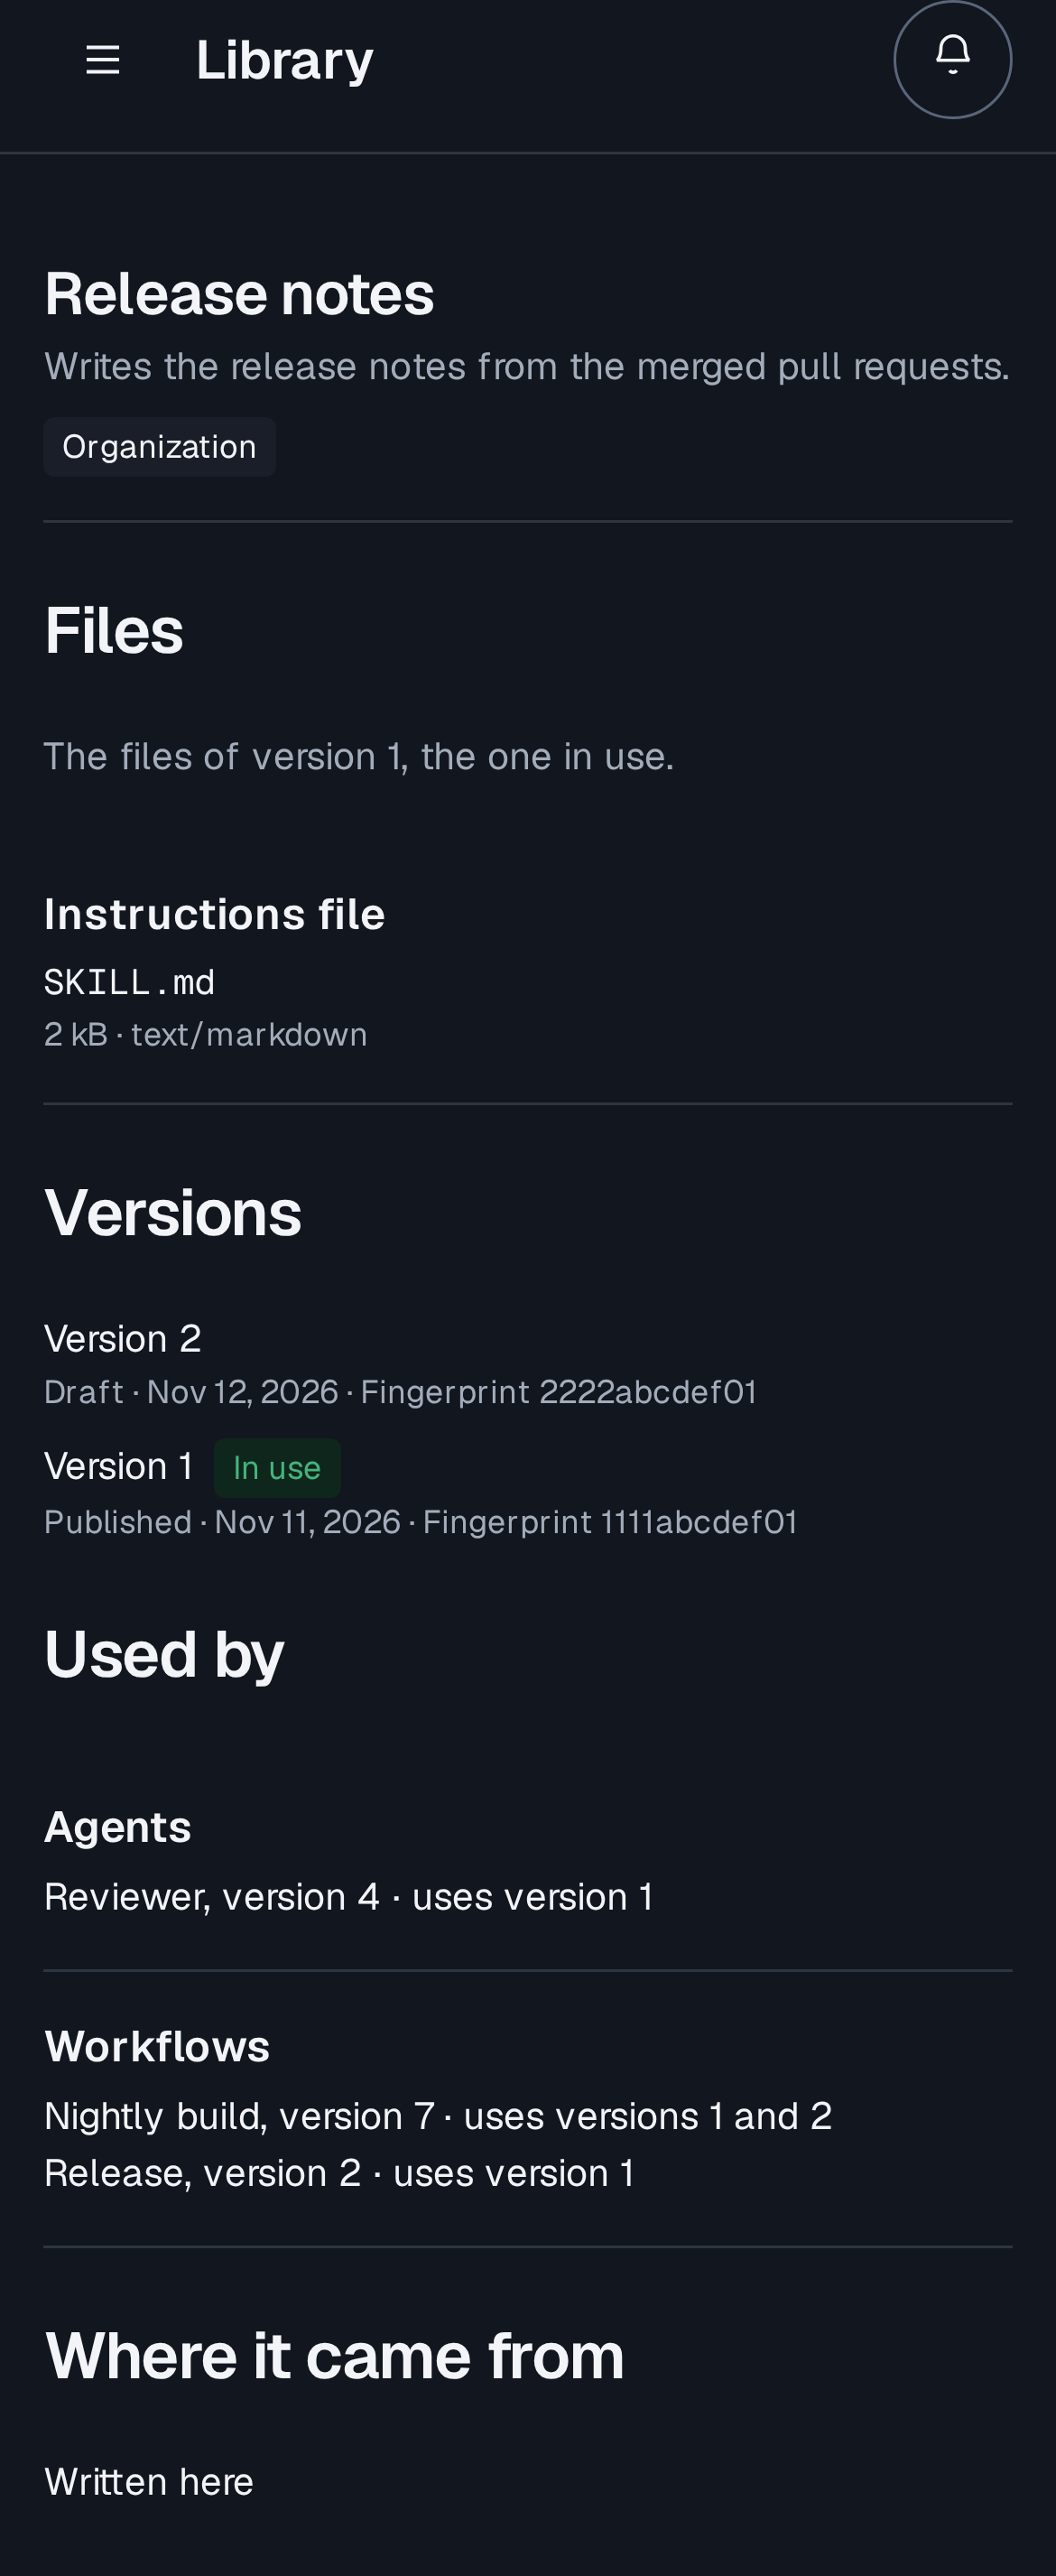 Library
Release notes
Writes the release notes from the merged pull requests.
Organization
Files
The files of version 1, the one in use.
Instructions file
SKILL.md
2 kB · text/markdown
Versions
Version 2
Draft · Nov 12, 2026 · Fingerprint 2222abcdef01
Version 1 In use
Published · Nov 11, 2026 · Fingerprint 1111abcdef01
Used by
Agents
Reviewer, version 4 · uses version 1
Workflows
Nightly build, version 7 · uses versions 1 and 2
Release, version 2 · uses version 1
Where it came from
Written here